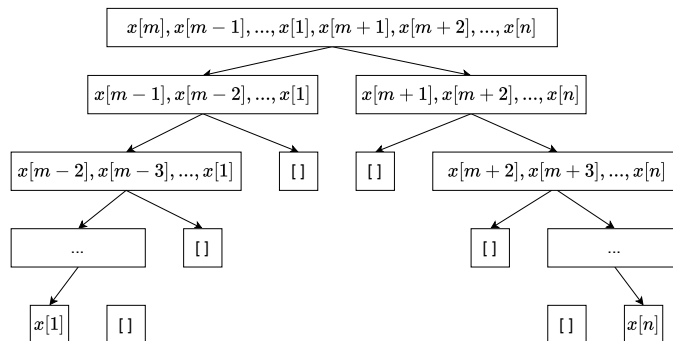 x[m], x[m − 1], ..., x[1], x[m + 1], x[m + 2], ..., x[n]
x[m − 1], x[m − 2], ..., x[1]
x[m + 1], x[m + 2], ..., x[n]
x[m − 2], x[m − 3], ..., x[1]
[ ]
[ ]
x[m + 2], x[m + 3], ..., x[n]
...
[ ]
[ ]
...
x[1]
[ ]
[ ]
x[n]